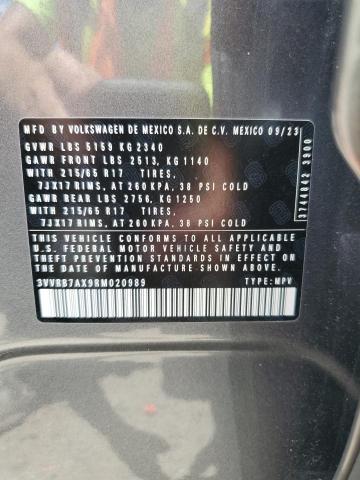 MFD BY VOLKSWAGEN DE MEXICO S.A. DE C.V. MEXICO 09/23
GVWR LBS 5159 KG 2340
GAWR FRONT LBS 2513, KG 1140
WITH 215/65 R17 TIRES,
7JX17 RIMS, AT 260 KPA, 38 PSI COLD
GAWR REAR LBS 2756, KG 1250
WITH 215/65 R17 TIRES,
7JX17 RIMS, AT 260 KPA, 38 PSI COLD
THIS VEHICLE CONFORMS TO ALL APPLICABLE
FEDERAL MOTOR VEHICLE SAFETY AND
THEFT PREVENTION STANDARDS IN EFFECT
ON THE DATE OF MANUFACTURE SHOWN ABOVE.
3VVRB7AX9RM020989 TYPE: MPV
3744042 3900